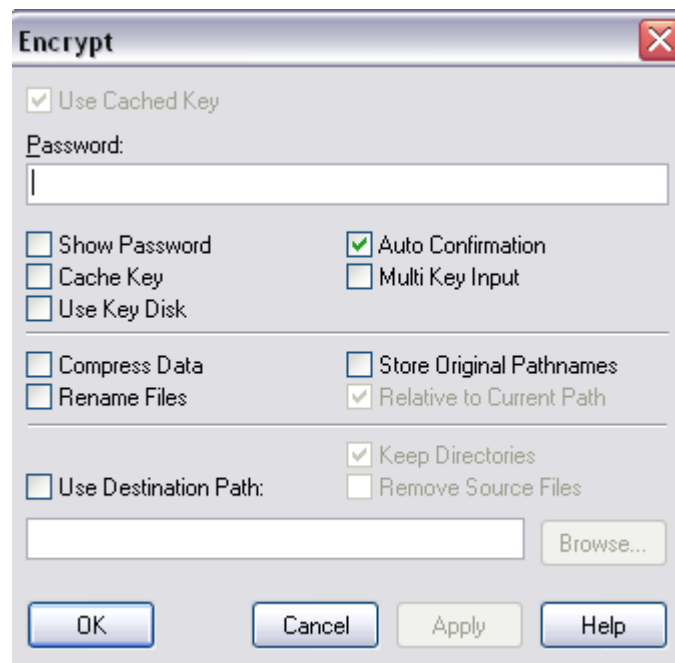 Encrypt
Use Cached Key
Password:
Show Password Auto Confirmation
Cache Key Multi Key Input
Use Key Disk
Compress Data Store Original Pathnames
Rename Files Relative to Current Path
Keep Directories
Use Destination Path: Remove Source Files
Browse...
OK Cancel Apply Help